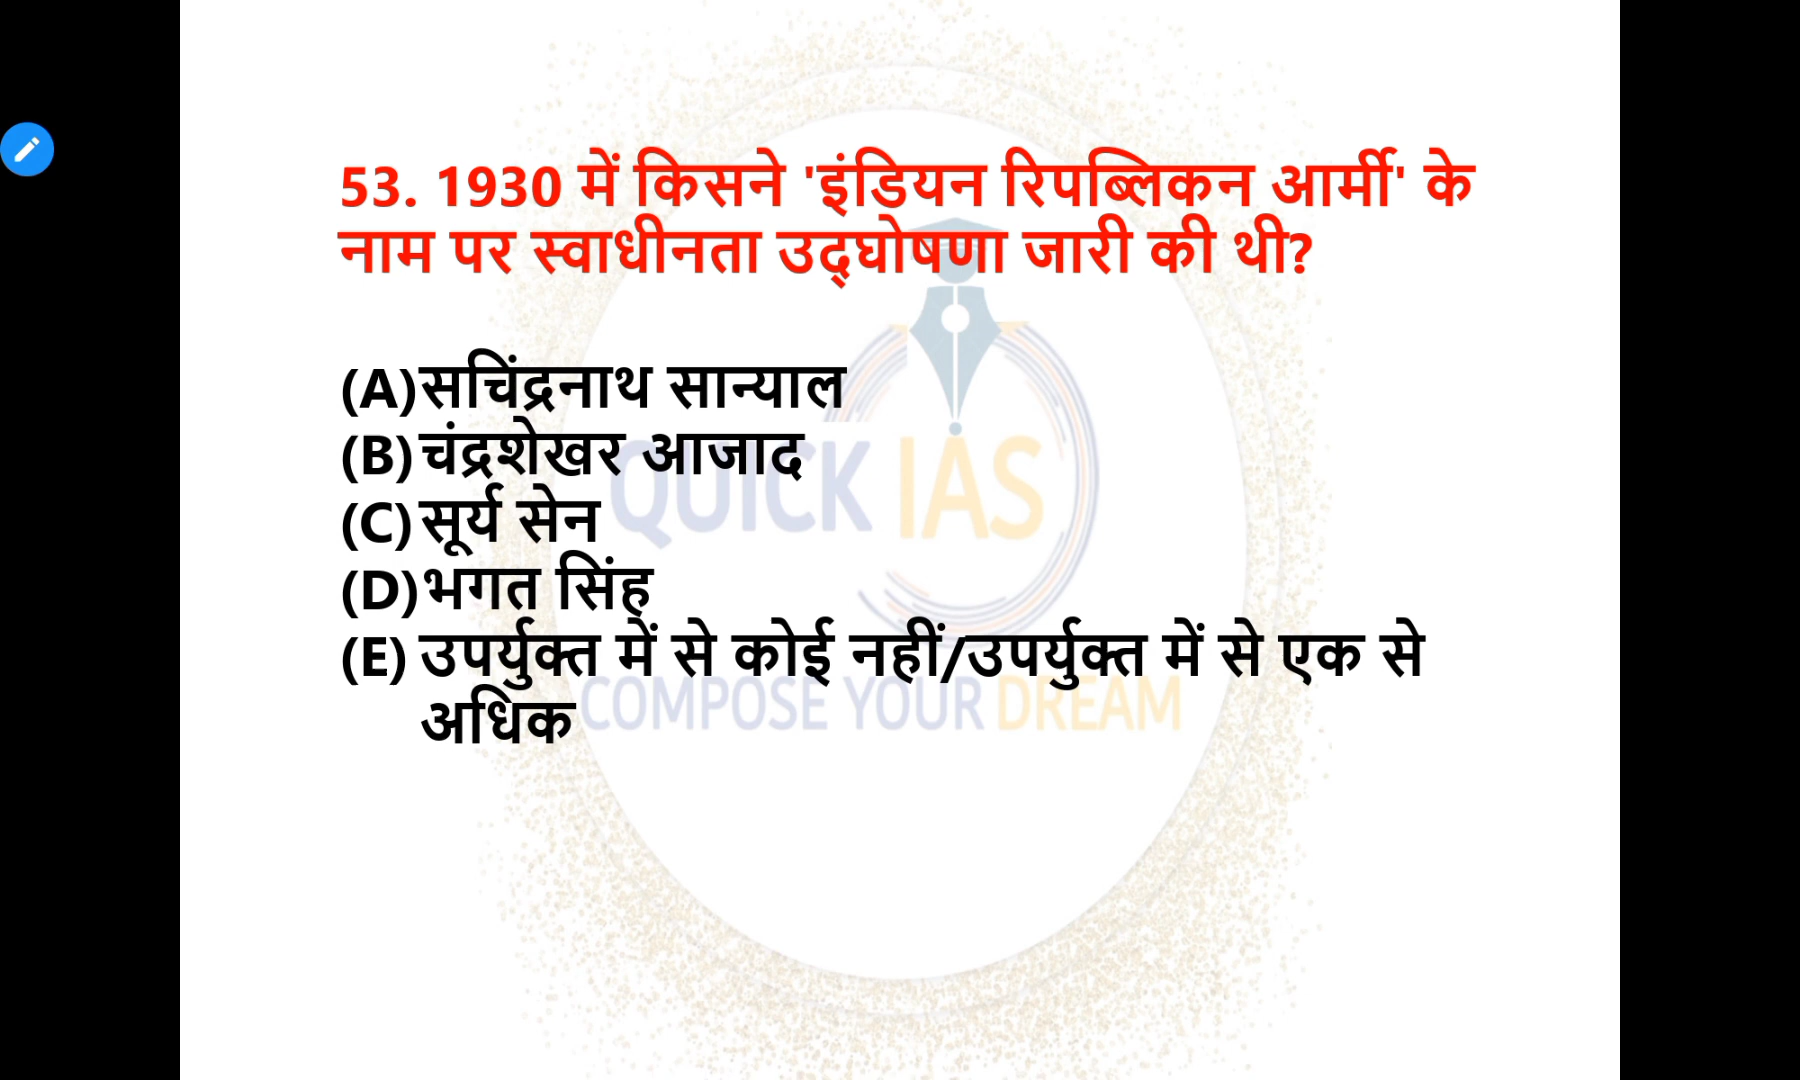 53. 1930 में किसने 'इंडियन रिपब्लिकन आर्मी' के
नाम पर स्वाधीनता उद्घोषणा जारी की थी?
(A) सचिंद्रनाथ सान्याल
(B) चंद्रशेखर आजाद
(C) सूर्य सेन
(D) भगत सिंह
(E) उपर्युक्त में से कोई नहीं/उपर्युक्त में से एक से
अधिक
QUICK IAS
COMPOSE YOUR DREAM